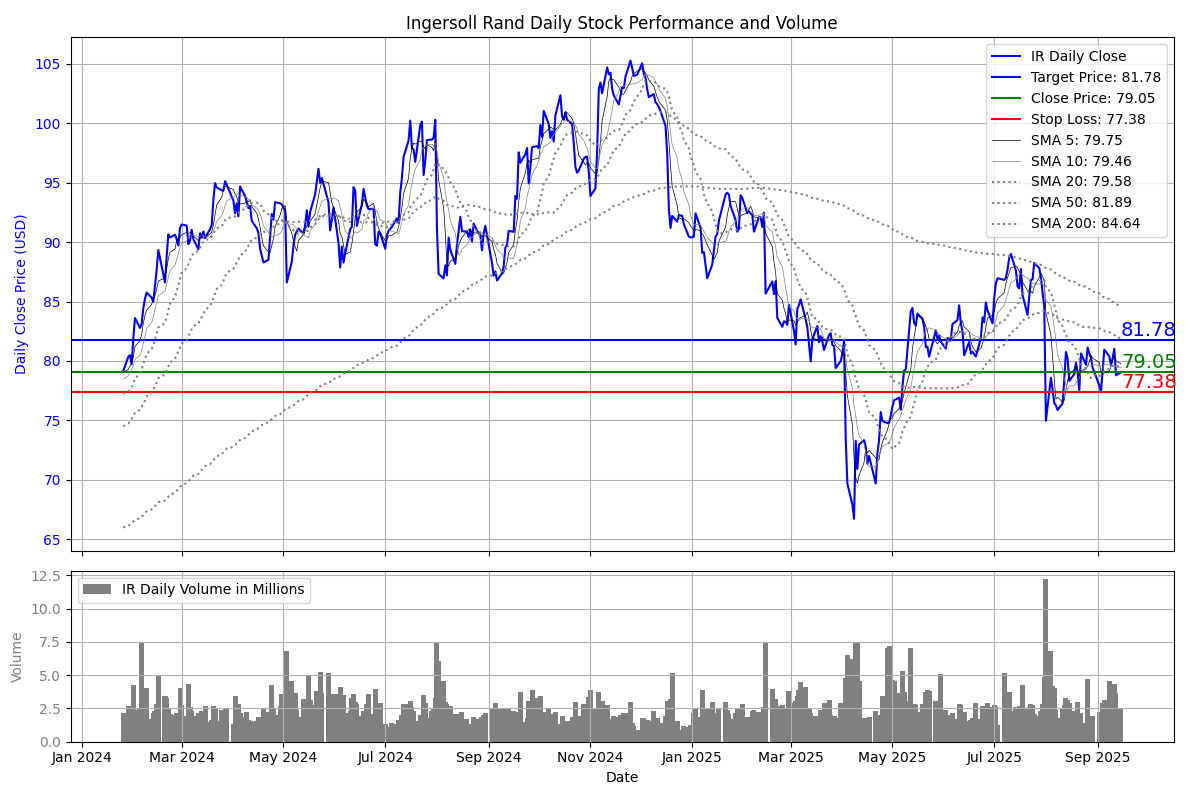 Ingersoll Rand Daily Stock Performance and Volume
Daily Close Price (USD)
105
100
95
90
85
80
75
70
65
IR Daily Close
Target Price: 81.78
Close Price: 79.05
Stop Loss: 77.38
SMA 5: 79.75
SMA 10: 79.46
SMA 20: 79.58
SMA 50: 81.89
SMA 200: 84.64
81.78
79.05
77.38
Volume
12.5
10.0
7.5
5.0
2.5
0.0
IR Daily Volume in Millions
Jan 2024 Mar 2024 May 2024 Jul 2024 Sep 2024 Nov 2024 Jan 2025 Mar 2025 May 2025 Jul 2025 Sep 2025
Date